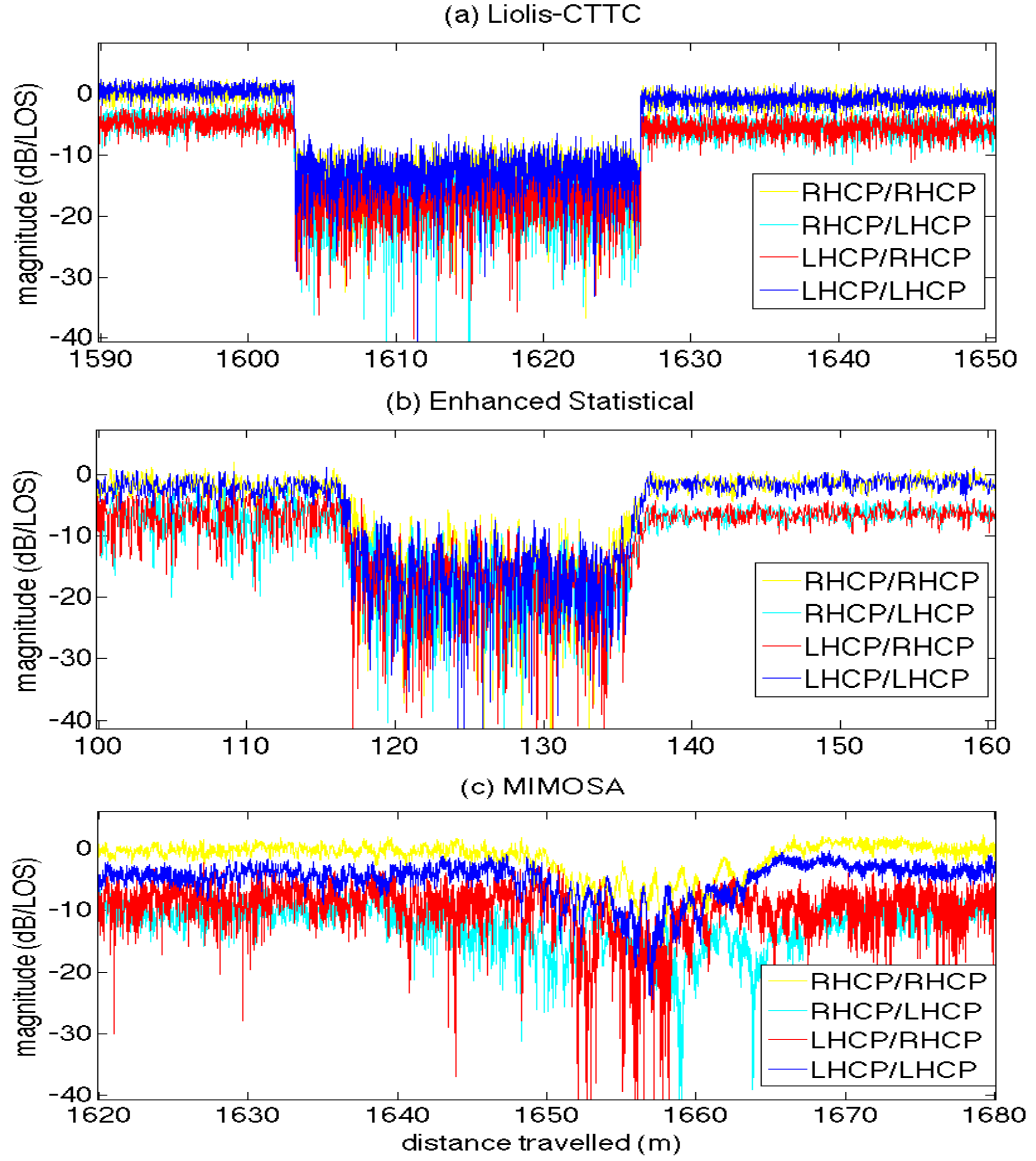 (a) Liolis-CTTC
magnitude (dB/LOS)
0
-10
-20
-30
-40
1590 1600 1610 1620 1630 1640 1650
RHCP/RHCP
RHCP/LHCP
LHCP/RHCP
LHCP/LHCP
(b) Enhanced Statistical
magnitude (dB/LOS)
0
-10
-20
-30
-40
100 110 120 130 140 150 160
RHCP/RHCP
RHCP/LHCP
LHCP/RHCP
LHCP/LHCP
(c) MIMOSA
magnitude (dB/LOS)
0
-10
-20
-30
-40
1620 1630 1640 1650 1660 1670 1680
RHCP/RHCP
RHCP/LHCP
LHCP/RHCP
LHCP/LHCP
distance travelled (m)